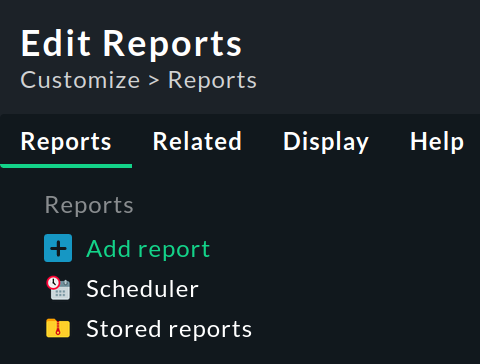 Edit Reports
Customize > Reports
Reports Related Display Help
Reports
Add report
Scheduler
Stored reports